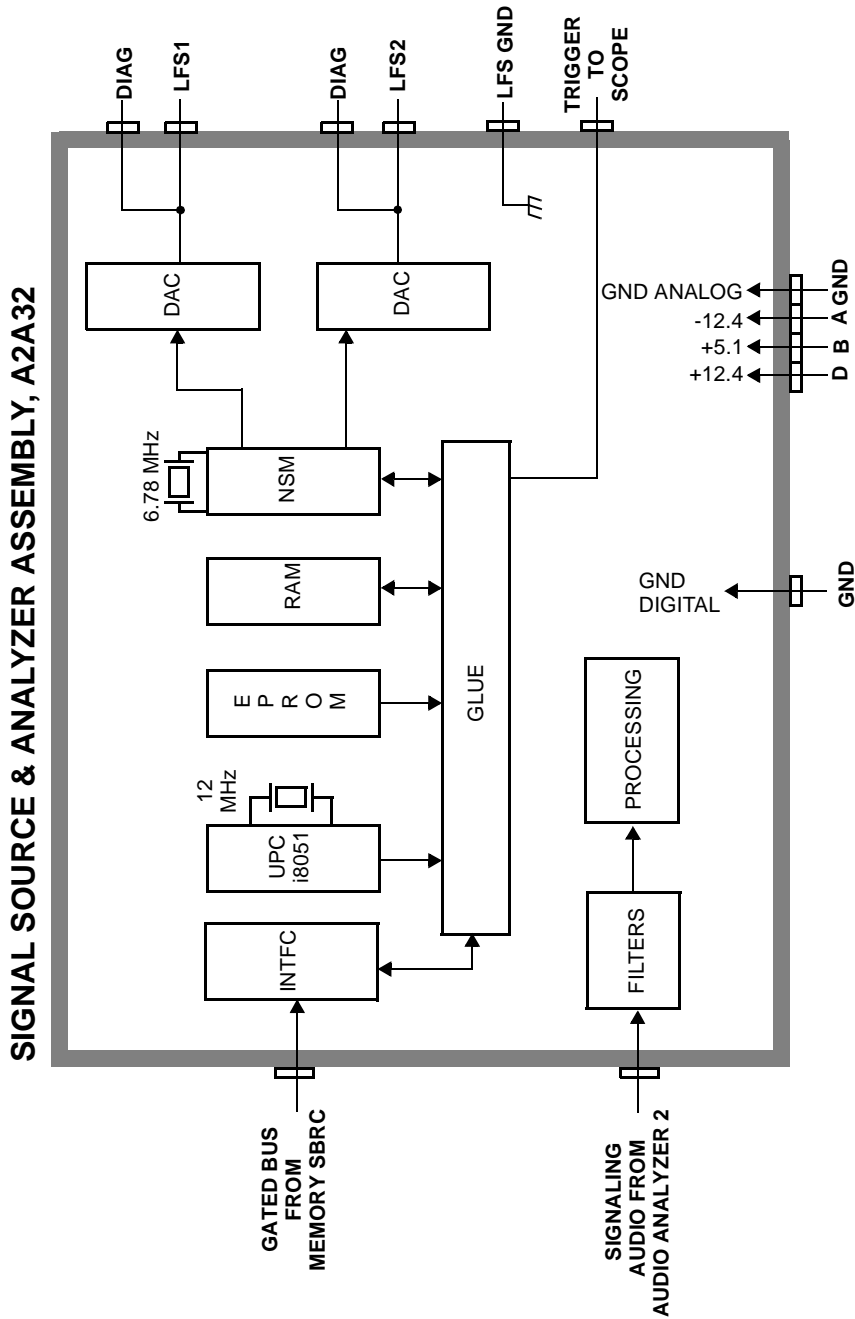 SIGNAL SOURCE & ANALYZER ASSEMBLY, A2A32
GATED BUS
FROM
MEMORY SBRC
INTFC
UPC
i8051
12
MHz
E
P
R
O
M
RAM
NSM
6.78 MHz
DAC
DIAG
LFS1
DAC
DIAG
LFS2
LFS GND
TRIGGER
TO
SCOPE
GLUE
SIGNALING
AUDIO FROM
AUDIO ANALYZER 2
FILTERS
PROCESSING
GND
DIGITAL
GND
+12.4
+5.1
-12.4
GND ANALOG
D
B
A
AGND